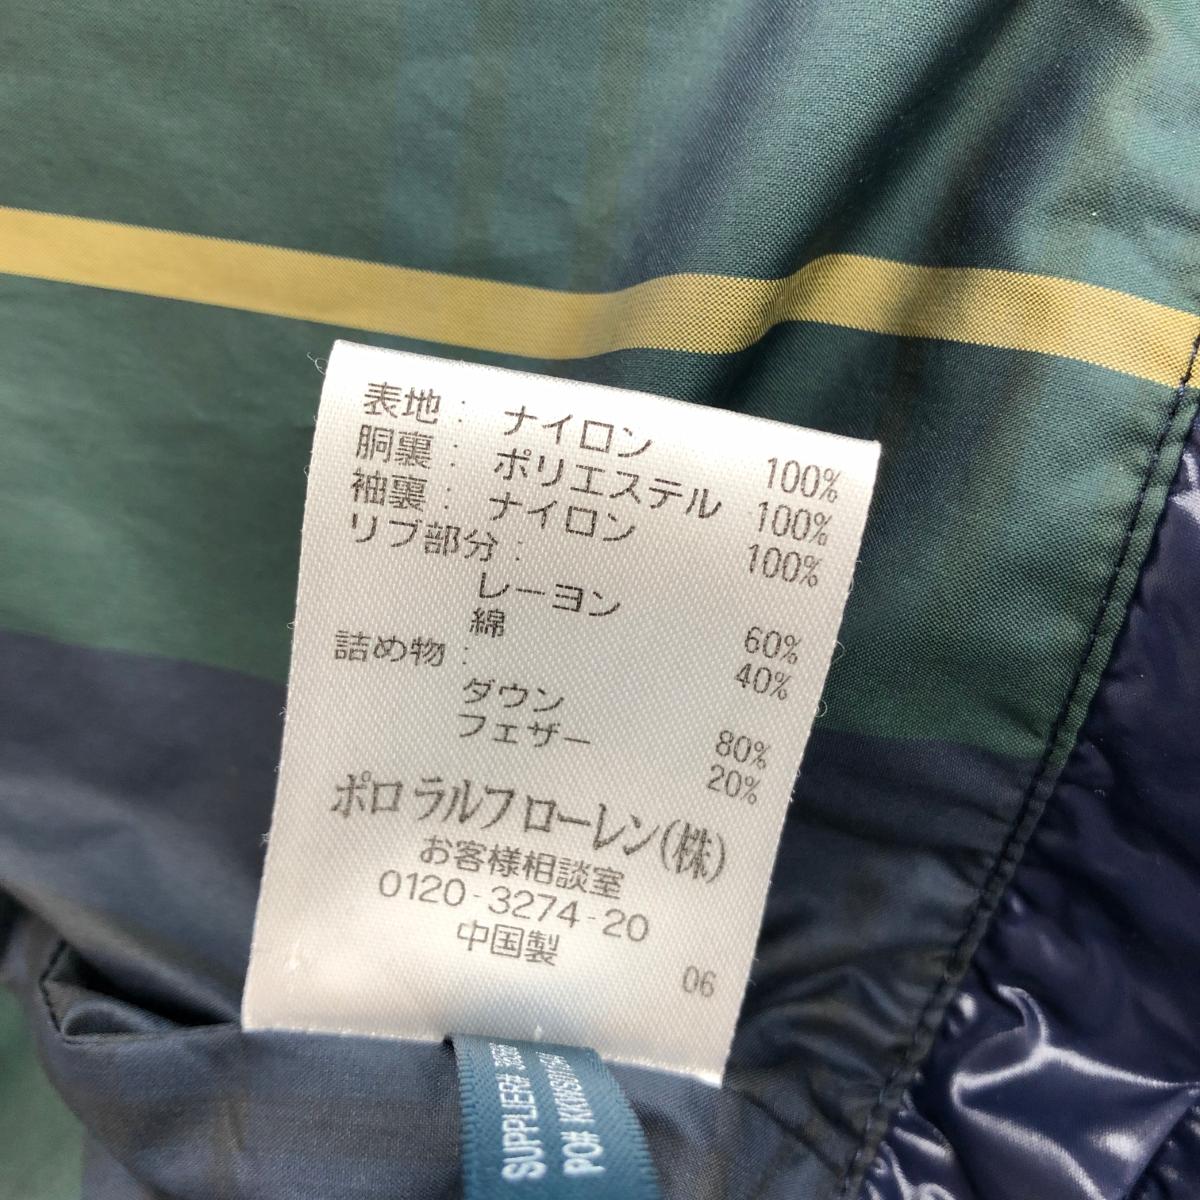 表地： ナイロン 100%
胴裏： ポリエステル 100%
袖裏： ナイロン 100%
リブ部分：
レーヨン 60%
綿 40%
詰め物：
ダウン 80%
フェザー 20%
ポロ ラルフ ローレン(株)
お客様相談室
0120-3274-20
中国製
06
SUPPLIER#
PO#